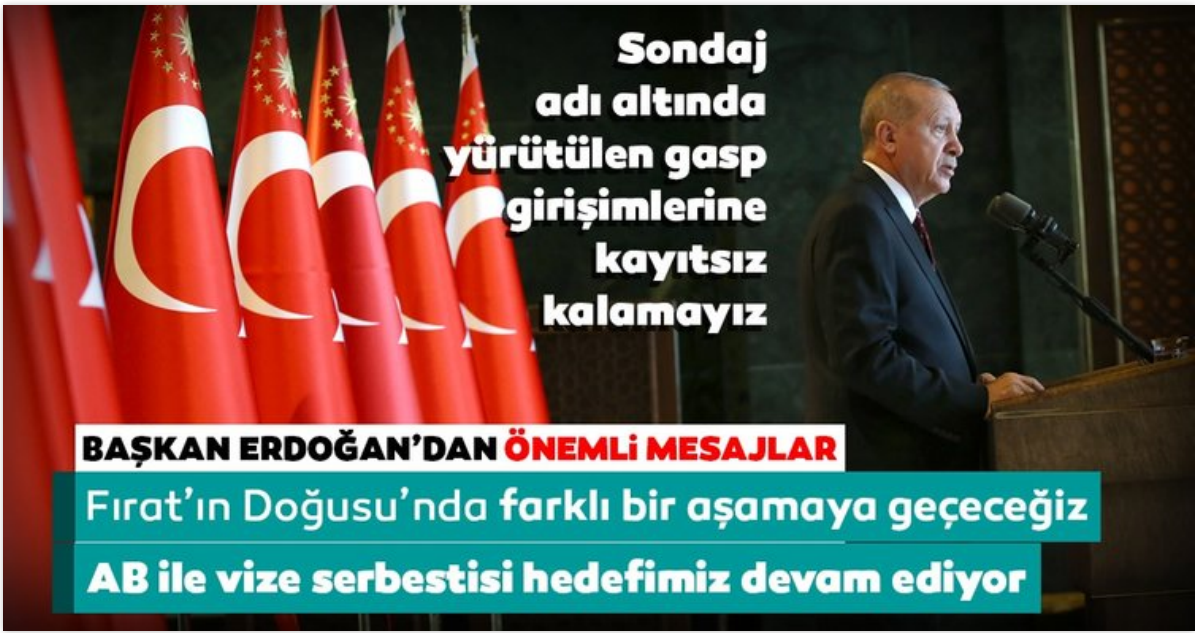 Sondaj
adı altında
yürütülen gasp
girişimlerine
kayıtsız
kalamayız
BAŞKAN ERDOĞAN'DAN ÖNEMLİ MESAJLAR
Fırat'ın Doğusu'nda farklı bir aşamaya geçeceğiz
AB ile vize serbestisi hedefimiz devam ediyor